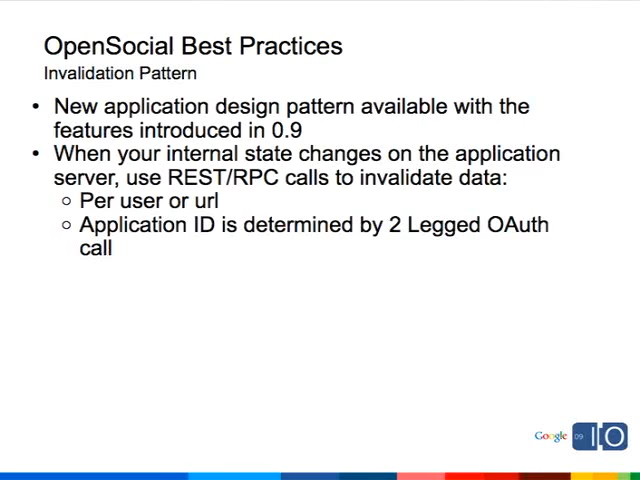 OpenSocial Best Practices
Invalidation Pattern
• New application design pattern available with the
features introduced in 0.9
• When your internal state changes on the application
server, use REST/RPC calls to invalidate data:
○ Per user or url
○ Application ID is determined by 2 Legged OAuth
call
Google 09 I/O